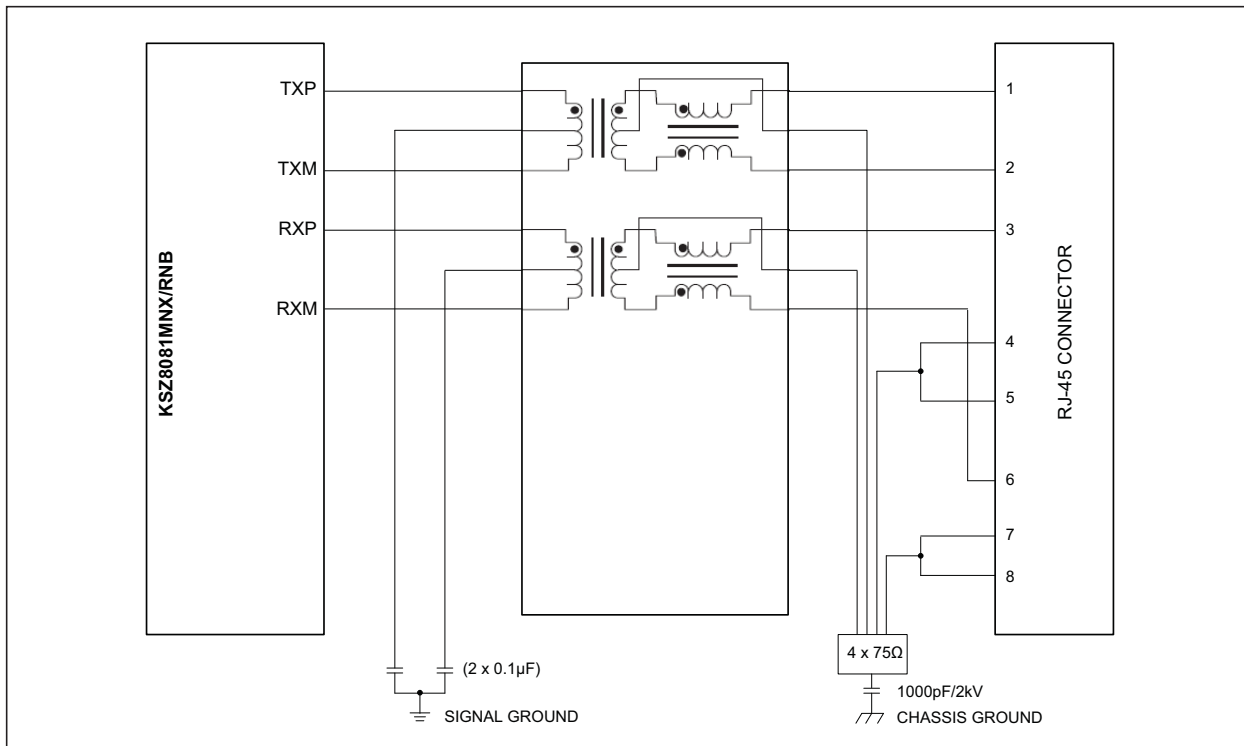 KSZ8081MNX/RNB
TXP
TXM
RXP
RXM
1
2
3
4
5
6
7
8
RJ-45 CONNECTOR
(2 x 0.1µF)
SIGNAL GROUND
4 x 75Ω
1000pF/2kV
CHASSIS GROUND